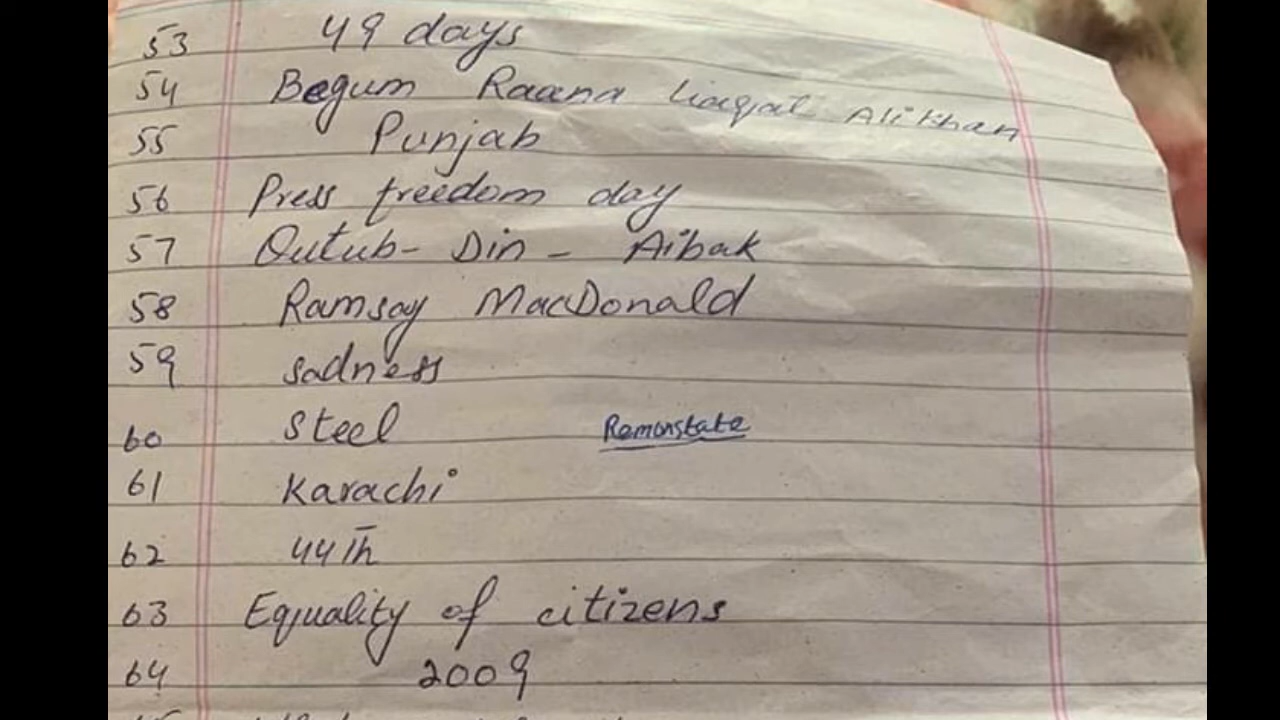 53 49 days
54 Begum Raana Liaqat Ali Khan
55 Punjab
56 Press freedom day
57 Qutub- Din - Aibak
58 Ramsay MacDonald
59 sadness
60 Steel Remonstate
61 Karachi
62 44Th
63 Equality of citizens
64 2009